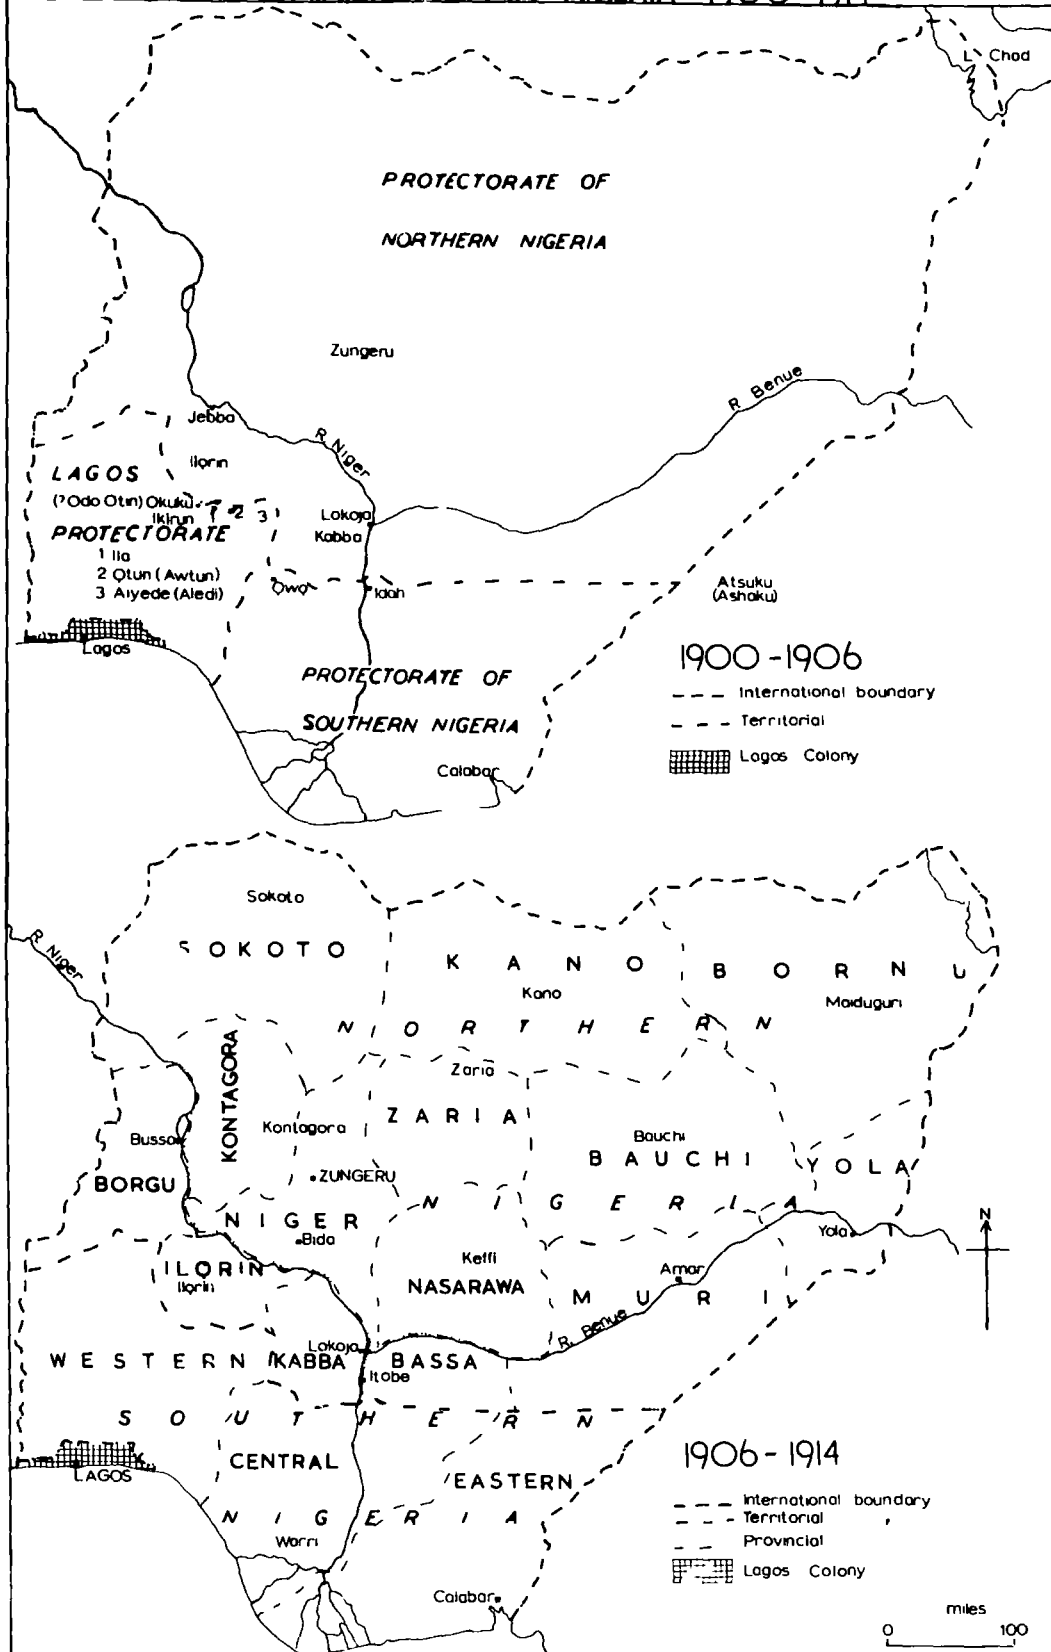 L. Chad
PROTECTORATE OF
NORTHERN NIGERIA
Zungeru
R Benue
Jebba
R Niger
Ilorin
LAGOS
(?Odo Otin) Okuku
1 2 3
Ikirun
Lokoja
PROTECTORATE
Kabba
1 Ila
2 Otun (Awtun)
3 Aiyede (Aledi)
Owo
Idah
Atsuku
(Ashaku)
Lagos
1900-1906
PROTECTORATE OF
SOUTHERN NIGERIA
International boundary
Territorial
Lagos Colony
Calabar
Sokoto
SOKOTO
R Niger
KANO
BORNU
Kano
Maiduguri
NORTHERN
KONTAGORA
Zaria
ZARIA
Kontagora
Bussa
Bauchi
BAUCHI
YOLA
BORGU
ZUNGERU
NIGERIA
NIGER
Bida
Yola
N
ILORIN
Ilorin
Keffi
NASARAWA
Amar
MURI
R. Benue
Lokoja
WESTERN
KABBA
BASSA
Itobe
SOUTHERN
CENTRAL
EASTERN
LAGOS
NIGERIA
Warri
1906-1914
International boundary
Territorial
Provincial
Lagos Colony
Calabar
miles
0 100